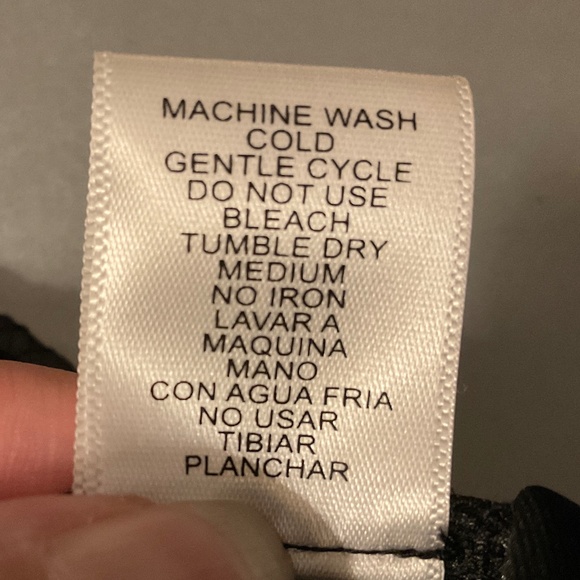 MACHINE WASH
COLD
GENTLE CYCLE
DO NOT USE
BLEACH
TUMBLE DRY
MEDIUM
NO IRON
LAVAR A
MAQUINA
MANO
CON AGUA FRIA
NO USAR
TIBIAR
PLANCHAR